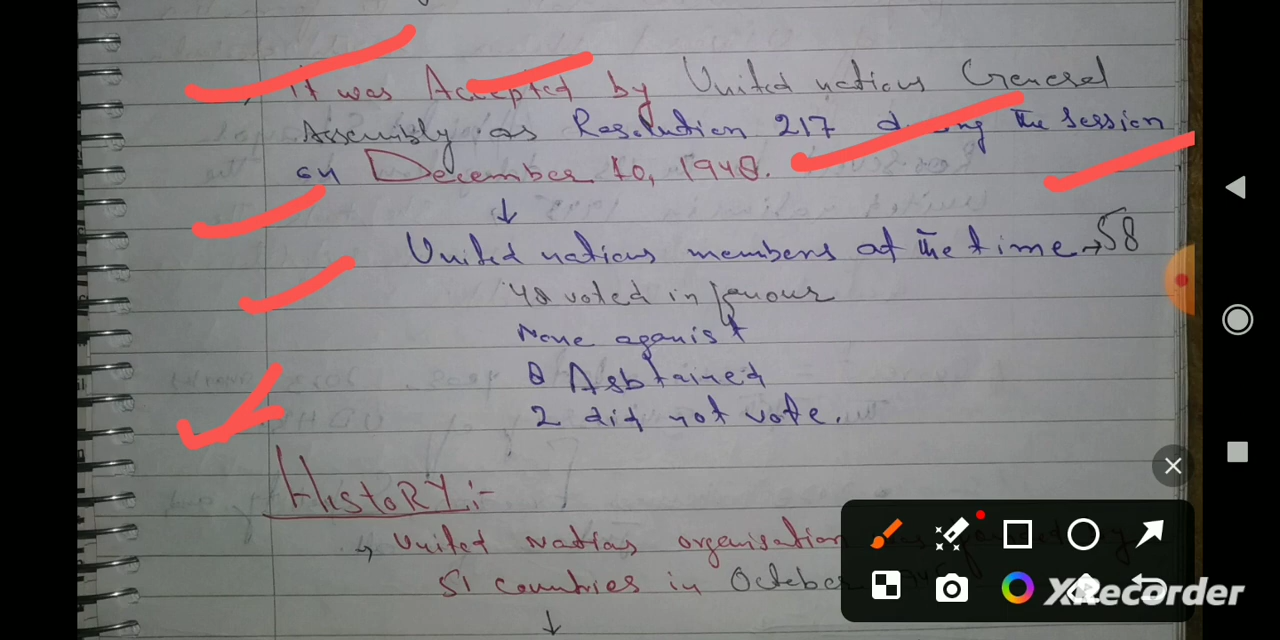 it was Accepted by United nations General
Assembly as Resolution 217 during the session
on December 10, 1948.
↓
United nations members at the time → 58
48 voted in favour
None aganist
8 Asbtained
2 did not vote.
HistoRY:-
→ United Nations organisation
51 countries in October
↓
XRecorder